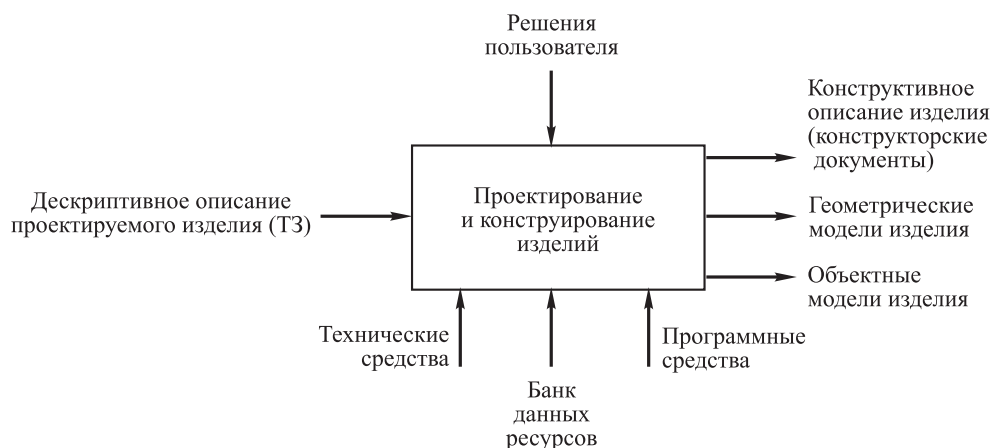 Решения
пользователя
Конструктивное
описание изделия
(конструкторские
документы)
Дескриптивное описание
проектируемого изделия (ТЗ)
Проектирование
и конструирование
изделий
Геометрические
модели изделия
Объектные
модели изделия
Технические
средства
Банк
данных
ресурсов
Программные
средства